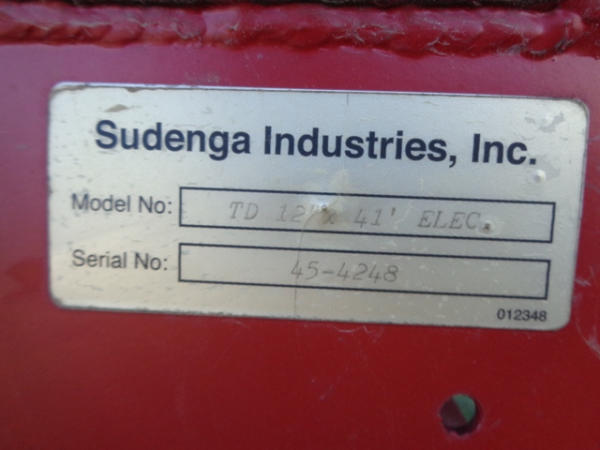 Sudenga Industries, Inc.
Model No: TD 12"x 41' ELEC.
Serial No: 45-4248
012348